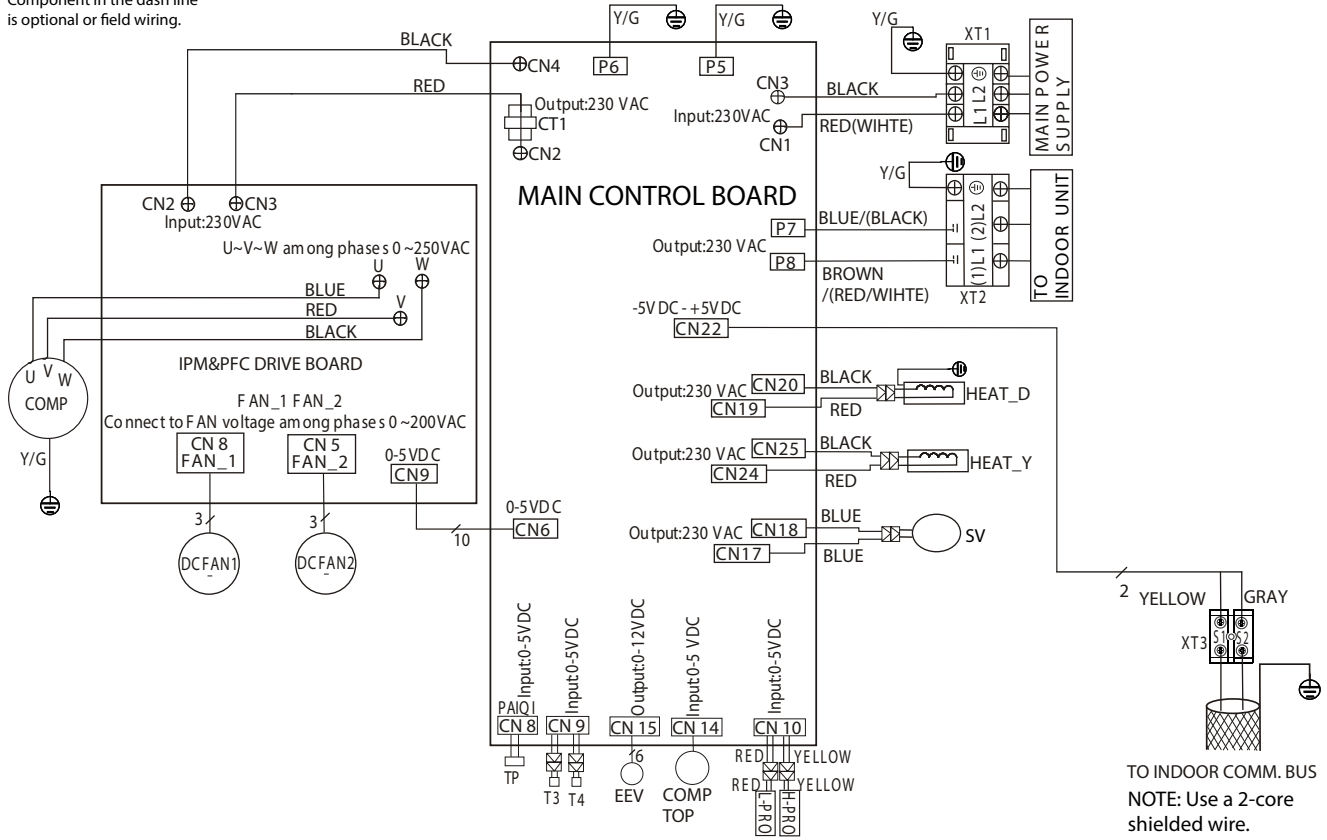 Component in the dash line
is optional or field wiring.
Y/G
Y/G
Y/G
BLACK
CN4
P6
P5
XT1
RED
CN3
BLACK
Output:230 VAC
CT1
Input:230VAC
RED(WIHTE)
CN1
CN2
L1 L2
MAIN POWER
SUPPLY
MAIN CONTROL BOARD
Y/G
CN2
CN3
Input:230VAC
P7
BLUE/(BLACK)
Output:230 VAC
P8
BROWN
/(RED/WIHTE)
(1)L1 (2)L2
XT2
TO
INDOOR UNIT
U~V~W among phases 0 ~250VAC
U
W
V
BLUE
RED
BLACK
-5V DC - +5V DC
CN22
U V W
COMP
Y/G
IPM&PFC DRIVE BOARD
FAN_1 FAN_2
Connect to FAN voltage among phases 0 ~200VAC
CN 8
FAN_1
CN 5
FAN_2
0-5VDC
CN9
Output:230 VAC
CN20
BLACK
CN19
RED
HEAT_D
Output:230 VAC
CN25
BLACK
CN24
RED
HEAT_Y
0-5VDC
CN6
10
3
3
DCFAN1
DCFAN2
Output:230 VAC
CN18
BLUE
CN17
BLUE
SV
2
YELLOW
GRAY
XT3
S1
S2
PAIQI
Input:0-5VDC
CN 8
TP
Input:0-5VDC
CN 9
T3
T4
Output:0-12VDC
CN 15
6
EEV
Input:0-5 VDC
CN 14
COMP
TOP
Input:0-5VDC
CN 10
RED
YELLOW
RED
YELLOW
L-PRO
H-PRO
TO INDOOR COMM. BUS
NOTE: Use a 2-core
shielded wire.